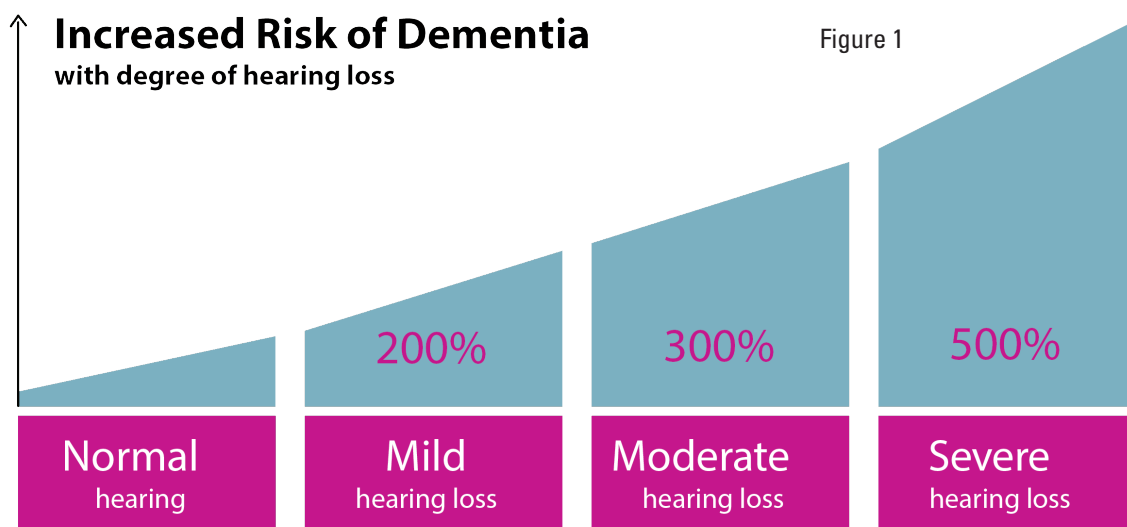 Increased Risk of Dementia
with degree of hearing loss
Figure 1
200%
300%
500%
Normal
hearing
Mild
hearing loss
Moderate
hearing loss
Severe
hearing loss